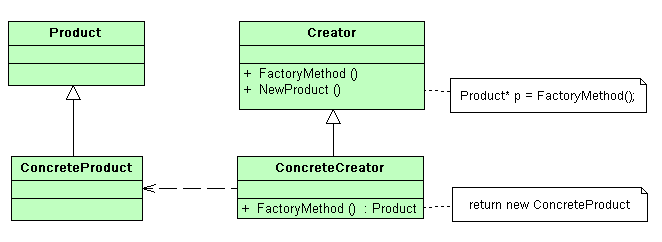 Product
Creator
+ FactoryMethod ()
+ NewProduct ()
Product* p = FactoryMethod();
ConcreteProduct
ConcreteCreator
+ FactoryMethod () : Product
return new ConcreteProduct